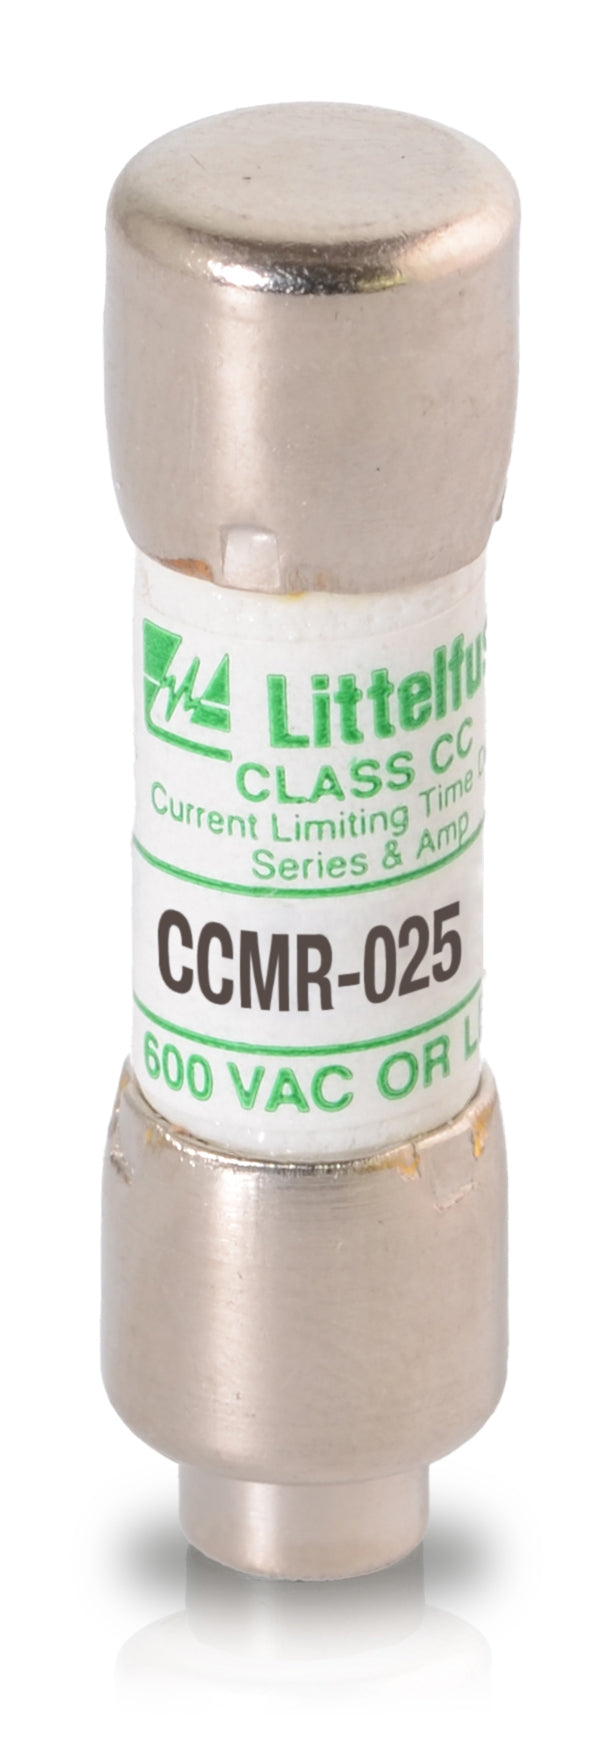 Littelfus
CLASS CC
Current Limiting Time D
Series & Amp
CCMR-025
600 VAC OR L